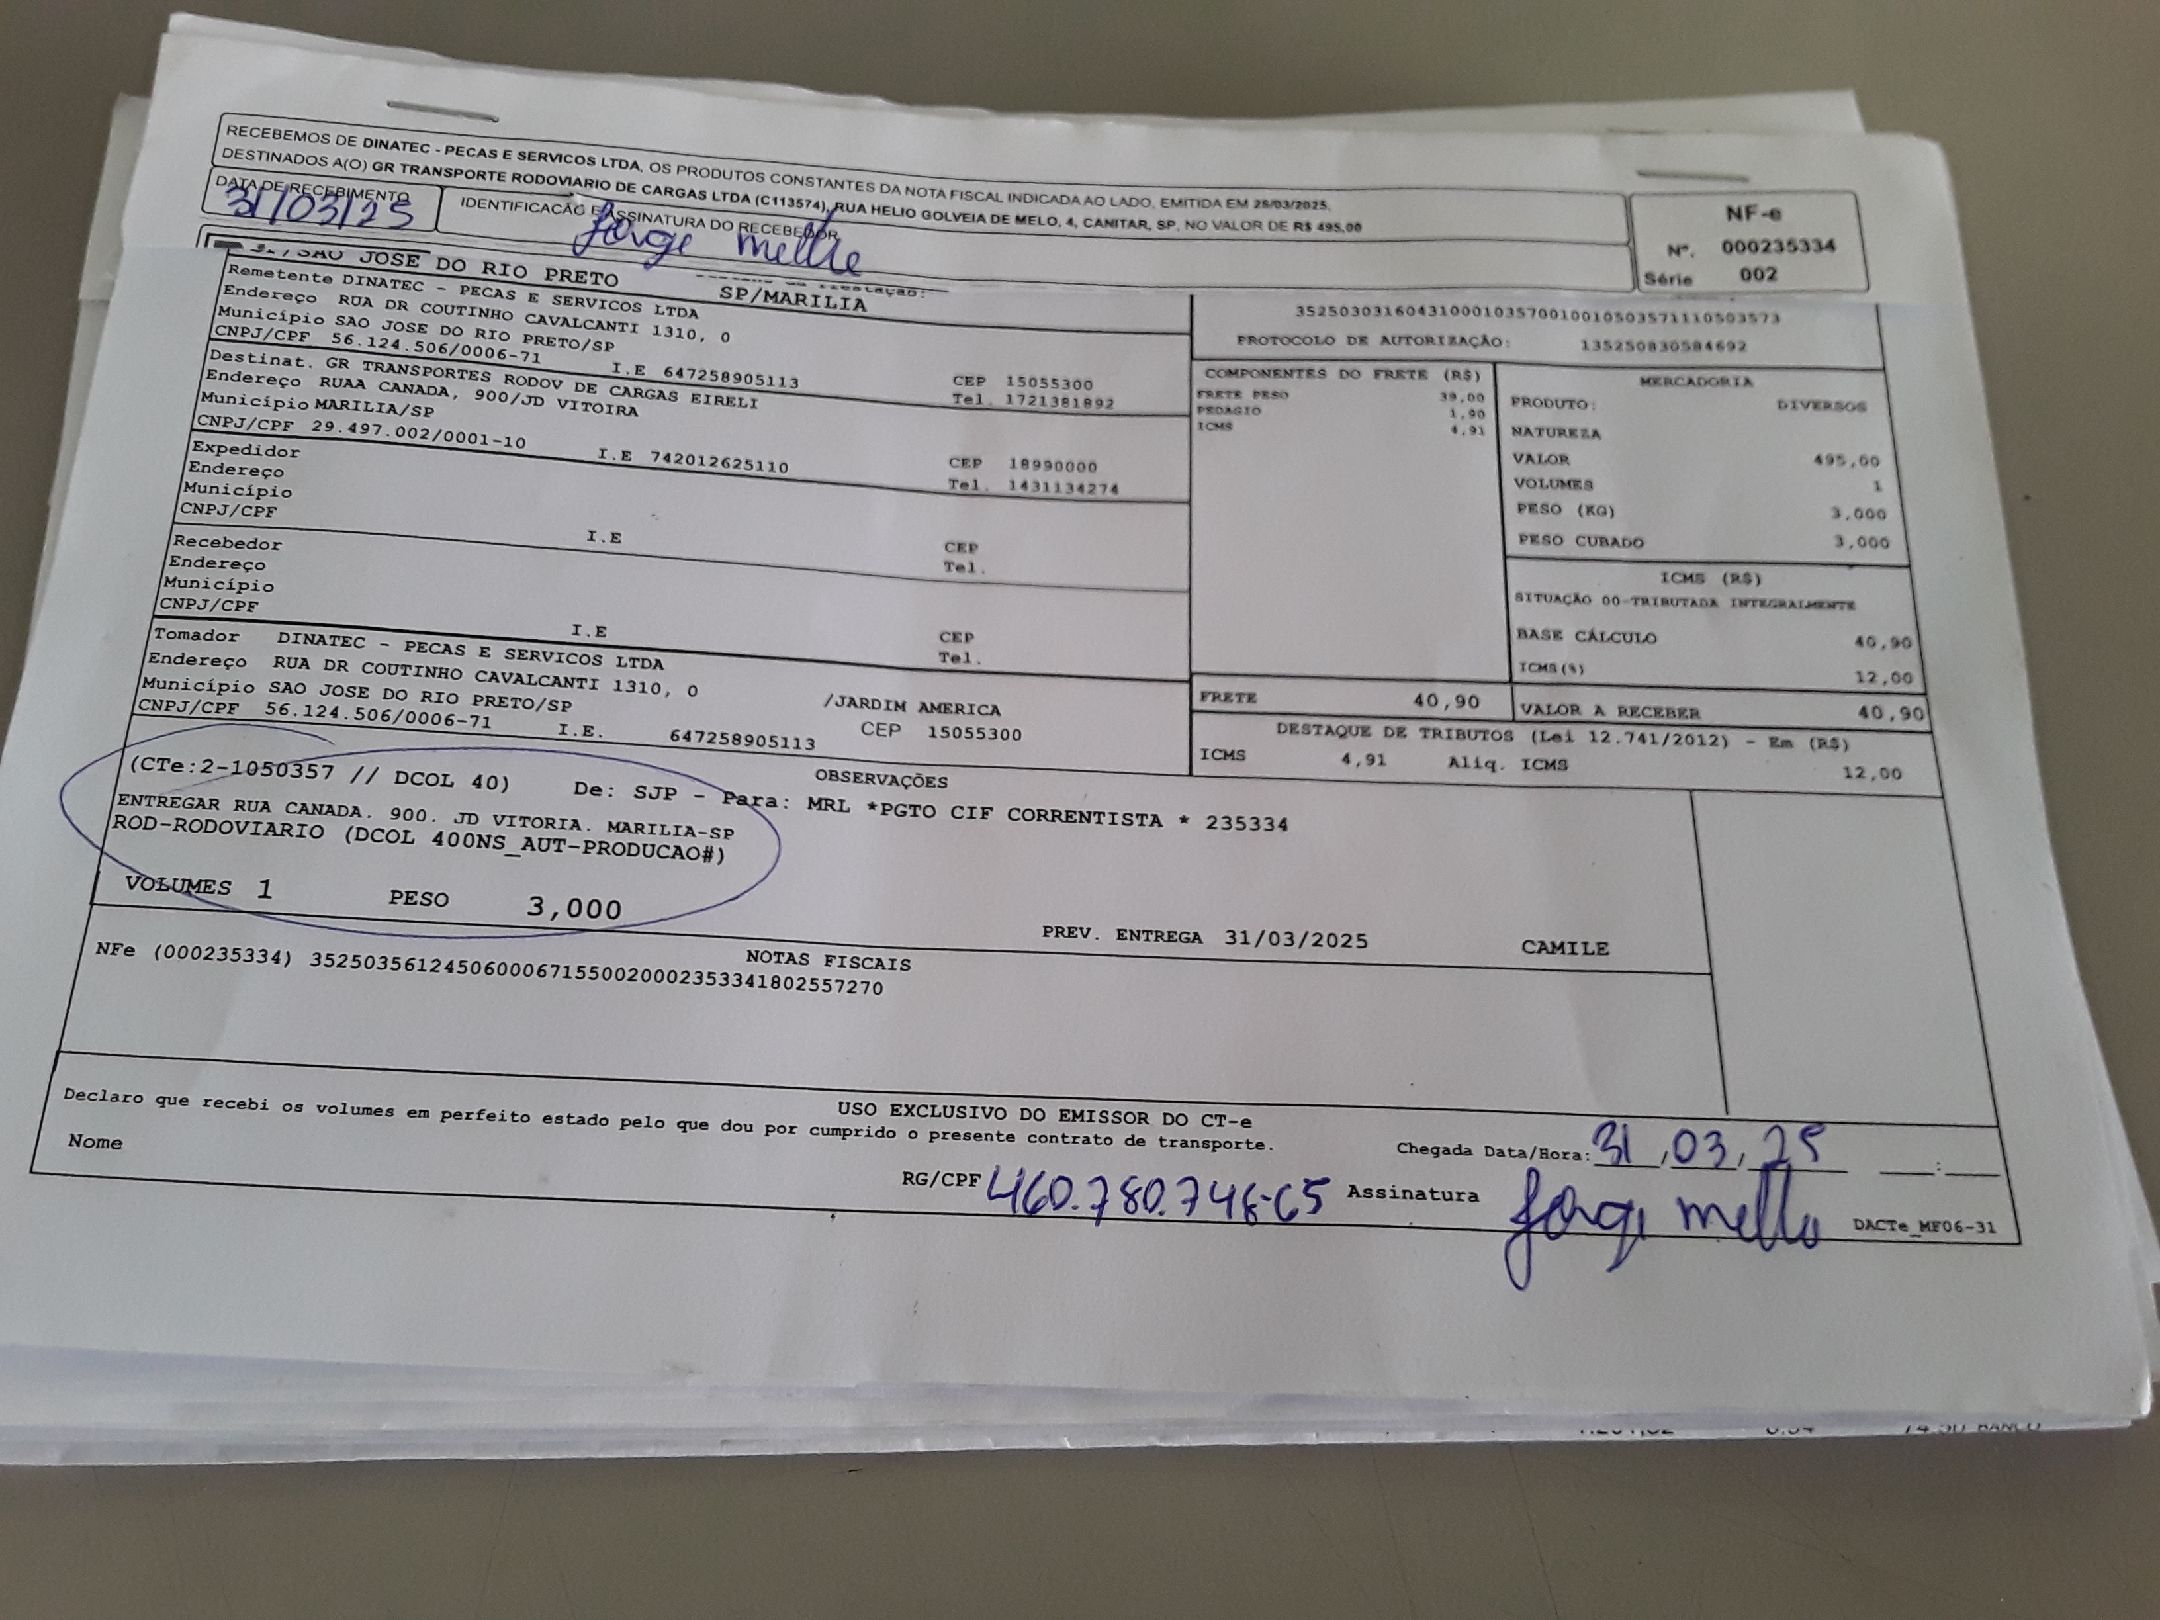 RECEBEMOS DE DINATEC - PECAS E SERVICOS LTDA, OS PRODUTOS CONSTANTES DA NOTA FISCAL INDICADA AO LADO, EMITIDA EM 28/03/2025,
DESTINADOS A(O) GR TRANSPORTE RODOVIARIO DE CARGAS LTDA (C113574), RUA HELIO GOLVEIA DE MELO, 4, CANITAR, SP, NO VALOR DE R$ 495,00
DATA DE RECEBIMENTO
31/03/25
IDENTIFICACÃO E ASSINATURA DO RECEBEDOR
Jorge mello
NF-e
Nº. 000235334
Série 002
SAO JOSE DO RIO PRETO
SP/MARILIA
Remetente DINATEC - PECAS E SERVICOS LTDA
Endereço RUA DR COUTINHO CAVALCANTI 1310, 0
Município SAO JOSE DO RIO PRETO/SP
CNPJ/CPF 56.124.506/0006-71 I.E 647258905113
CEP 15055300
Tel. 1721381892
Destinat. GR TRANSPORTES RODOV DE CARGAS EIRELI
Endereço RUAA CANADA, 900/JD VITOIRA
Município MARILIA/SP
CNPJ/CPF 29.497.002/0001-10 I.E 742012625110
CEP 18990000
Tel. 1431134274
Expedidor
Endereço
Município
CNPJ/CPF
I.E
CEP
Tel.
Recebedor
Endereço
Município
CNPJ/CPF
I.E
CEP
Tel.
Tomador DINATEC - PECAS E SERVICOS LTDA
Endereço RUA DR COUTINHO CAVALCANTI 1310, 0 /JARDIM AMERICA
Município SAO JOSE DO RIO PRETO/SP CEP 15055300
CNPJ/CPF 56.124.506/0006-71 I.E. 647258905113
35250303160431000103570010010503571110503573
PROTOCOLO DE AUTORIZAÇÃO: 135250830584692
COMPONENTES DO FRETE (R$)
FRETE PESO 39,00
PEDAGIO 1,90
ICMS 4,91
MERCADORIA
PRODUTO: DIVERSOS
NATUREZA
VALOR 495,00
VOLUMES 1
PESO (KG) 3,000
PESO CUBADO 3,000
ICMS (R$)
SITUAÇÃO 00-TRIBUTADA INTEGRALMENTE
BASE CÁLCULO 40,90
ICMS(%) 12,00
FRETE 40,90
VALOR A RECEBER 40,90
DESTAQUE DE TRIBUTOS (Lei 12.741/2012) - Em (R$)
ICMS 4,91 Aliq. ICMS 12,00
OBSERVAÇÕES
(CTe:2-1050357 // DCOL 40) De: SJP - Para: MRL *PGTO CIF CORRENTISTA * 235334
ENTREGAR RUA CANADA. 900. JD VITORIA. MARILIA-SP
ROD-RODOVIARIO (DCOL 400NS_AUT-PRODUCAO#)
VOLUMES 1 PESO 3,000
PREV. ENTREGA 31/03/2025 CAMILE
NOTAS FISCAIS
NFe (000235334) 35250356124506000671550020002353341802557270
USO EXCLUSIVO DO EMISSOR DO CT-e
Declaro que recebi os volumes em perfeito estado pelo que dou por cumprido o presente contrato de transporte.
Chegada Data/Hora: 31,03,25 :
Nome
RG/CPF
Assinatura Jorge mello
DACTe_MF06-31